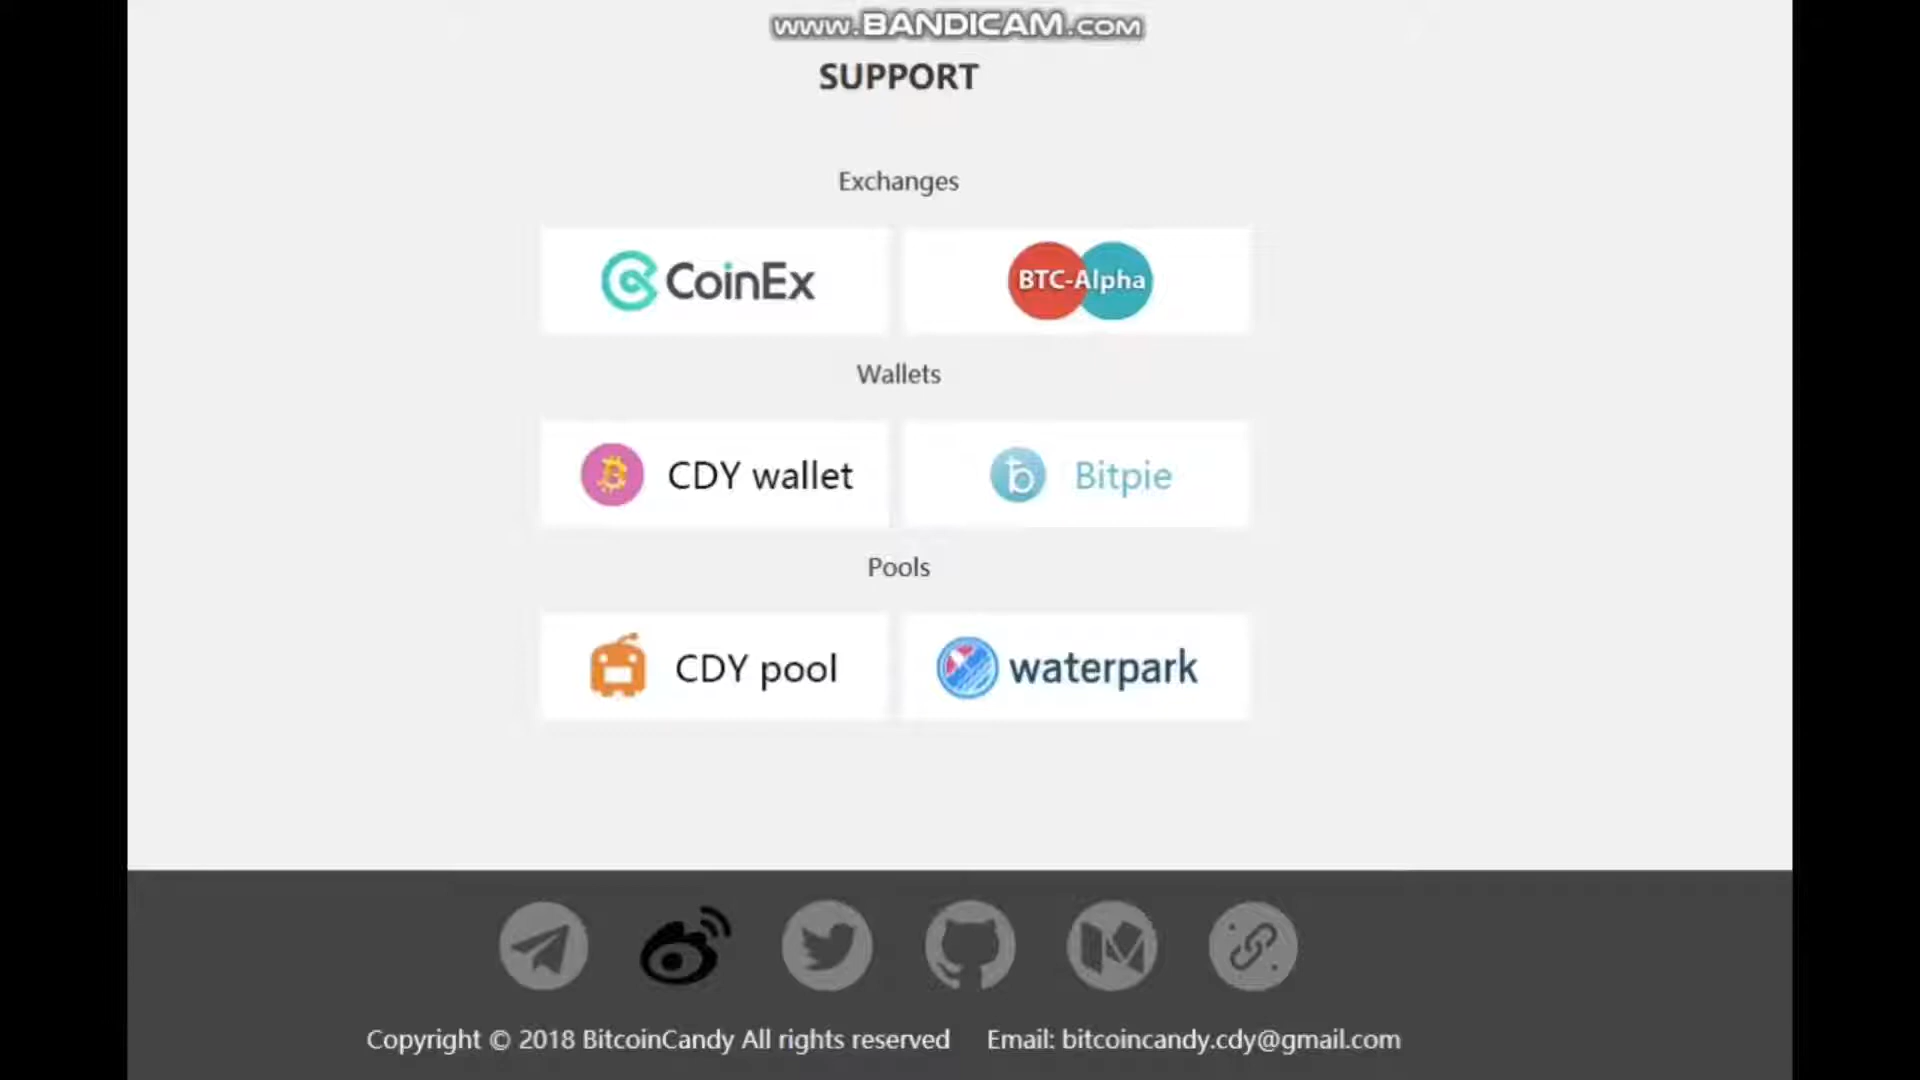 www.BANDICAM.COM
SUPPORT
Exchanges
CoinEx
BTC-Alpha
Wallets
CDY wallet
Bitpie
Pools
CDY pool
waterpark
Copyright © 2018 BitcoinCandy All rights reserved Email: bitcoincandy.cdy@gmail.com